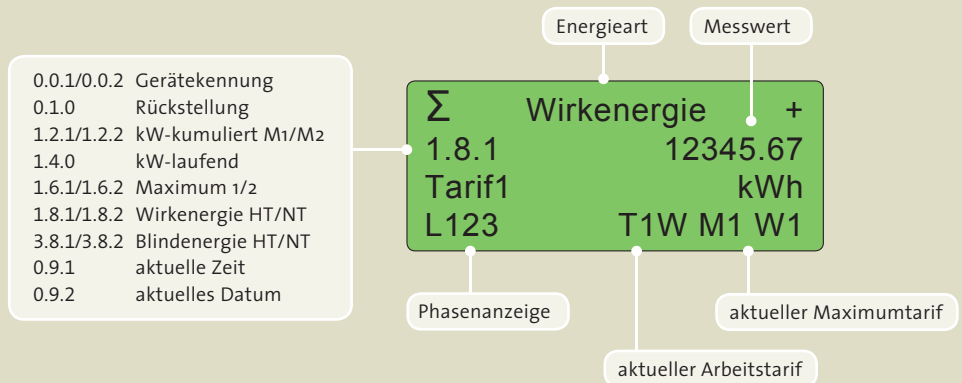 Energieart
Messwert
0.0.1/0.0.2 Gerätekennung
0.1.0 Rückstellung
1.2.1/1.2.2 kW-kumuliert M1/M2
1.4.0 kW-laufend
1.6.1/1.6.2 Maximum 1/2
1.8.1/1.8.2 Wirkenergie HT/NT
3.8.1/3.8.2 Blindenergie HT/NT
0.9.1 aktuelle Zeit
0.9.2 aktuelles Datum
Σ Wirkenergie +
1.8.1 12345.67
Tarif1 kWh
L123 T1W M1 W1
Phasenanzeige
aktueller Maximumtarif
aktueller Arbeitstarif